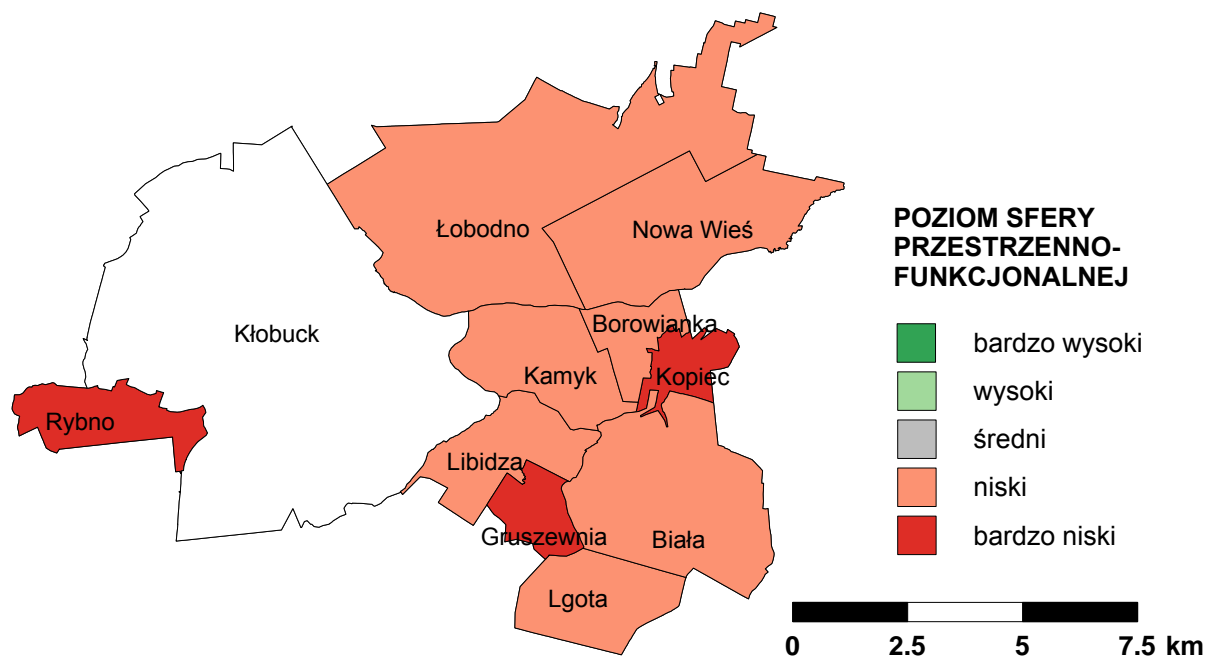 Łobodno
Nowa Wieś
Kłobuck
Borowianka
Kamyk
Kopiec
Rybno
Libidza
Gruszewnia
Biała
Lgota
POZIOM SFERY
PRZESTRZENNO-
FUNKCJONALNEJ
bardzo wysoki
wysoki
średni
niski
bardzo niski
0 2.5 5 7.5 km